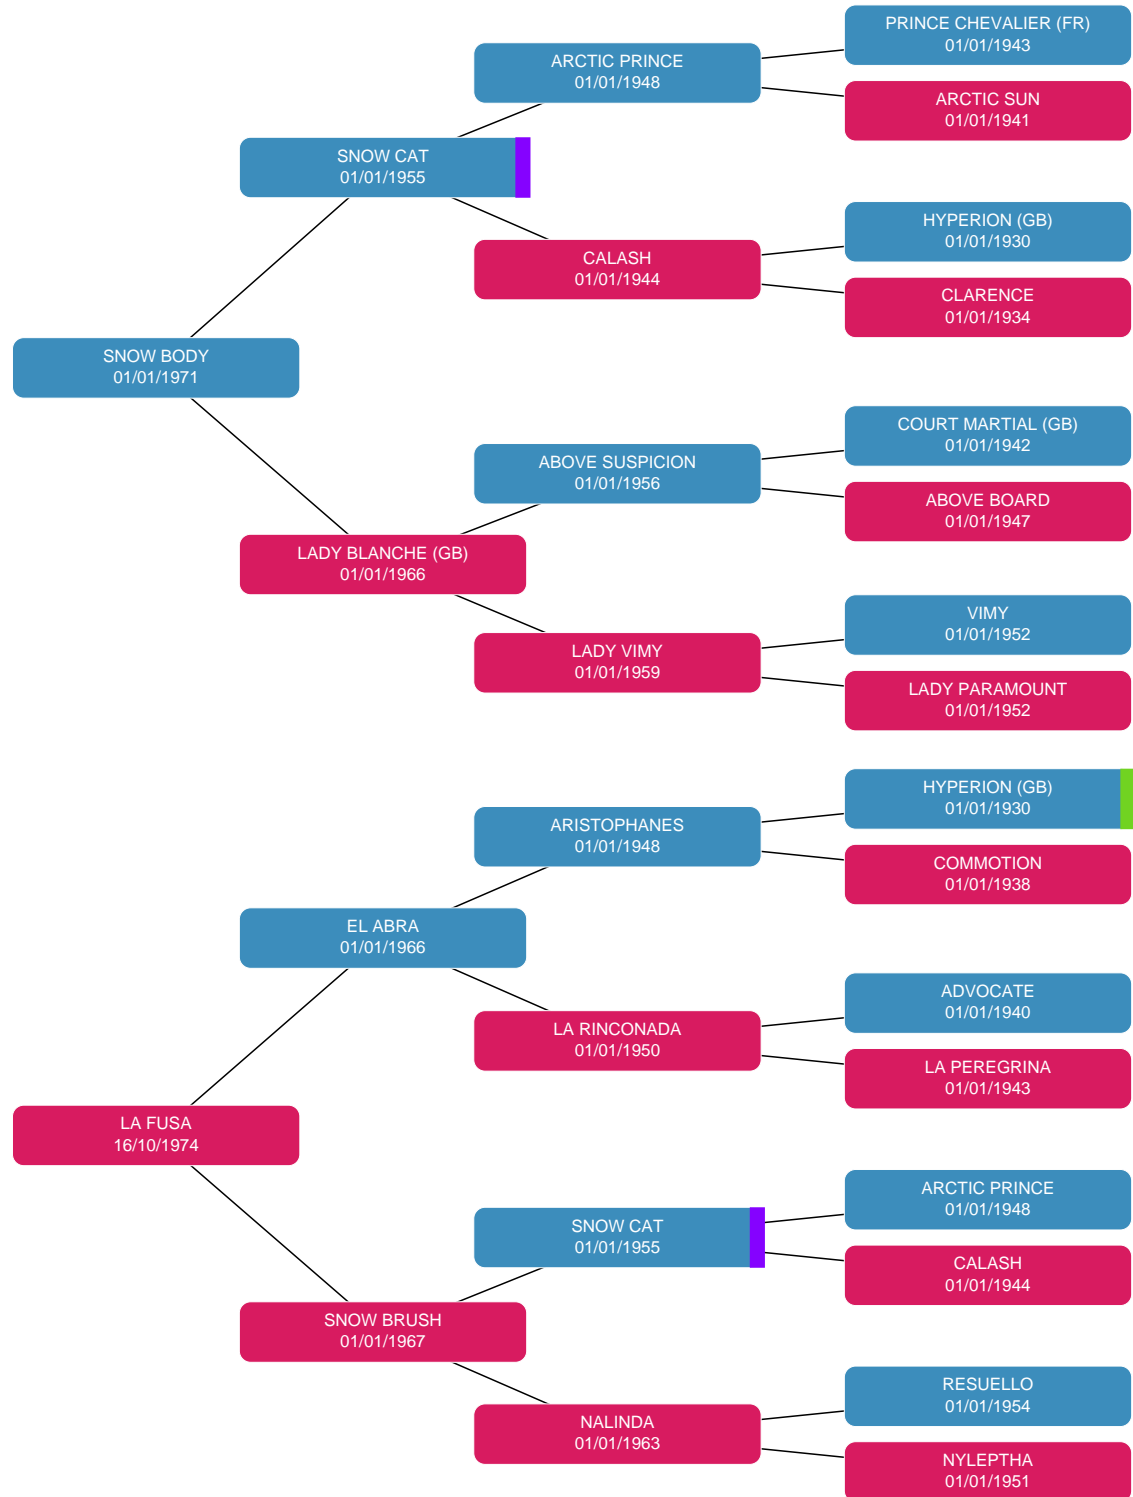 PRINCE CHEVALIER (FR)
01/01/1943
ARCTIC PRINCE
01/01/1948
ARCTIC SUN
01/01/1941
SNOW CAT
01/01/1955
HYPERION (GB)
01/01/1930
CALASH
01/01/1944
CLARENCE
01/01/1934
SNOW BODY
01/01/1971
COURT MARTIAL (GB)
01/01/1942
ABOVE SUSPICION
01/01/1956
ABOVE BOARD
01/01/1947
LADY BLANCHE (GB)
01/01/1966
VIMY
01/01/1952
LADY VIMY
01/01/1959
LADY PARAMOUNT
01/01/1952
HYPERION (GB)
01/01/1930
ARISTOPHANES
01/01/1948
COMMOTION
01/01/1938
EL ABRA
01/01/1966
ADVOCATE
01/01/1940
LA RINCONADA
01/01/1950
LA PEREGRINA
01/01/1943
LA FUSA
16/10/1974
ARCTIC PRINCE
01/01/1948
SNOW CAT
01/01/1955
CALASH
01/01/1944
SNOW BRUSH
01/01/1967
RESUELLO
01/01/1954
NALINDA
01/01/1963
NYLEPTHA
01/01/1951